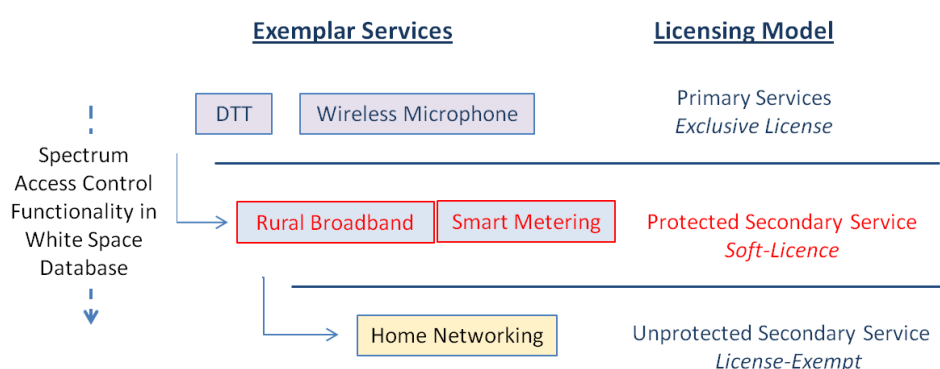 Exemplar Services
Licensing Model
DTT
Wireless Microphone
Primary Services
Exclusive License
Spectrum
Access Control
Functionality in
White Space
Database
Rural Broadband
Smart Metering
Protected Secondary Service
Soft-Licence
Home Networking
Unprotected Secondary Service
License-Exempt